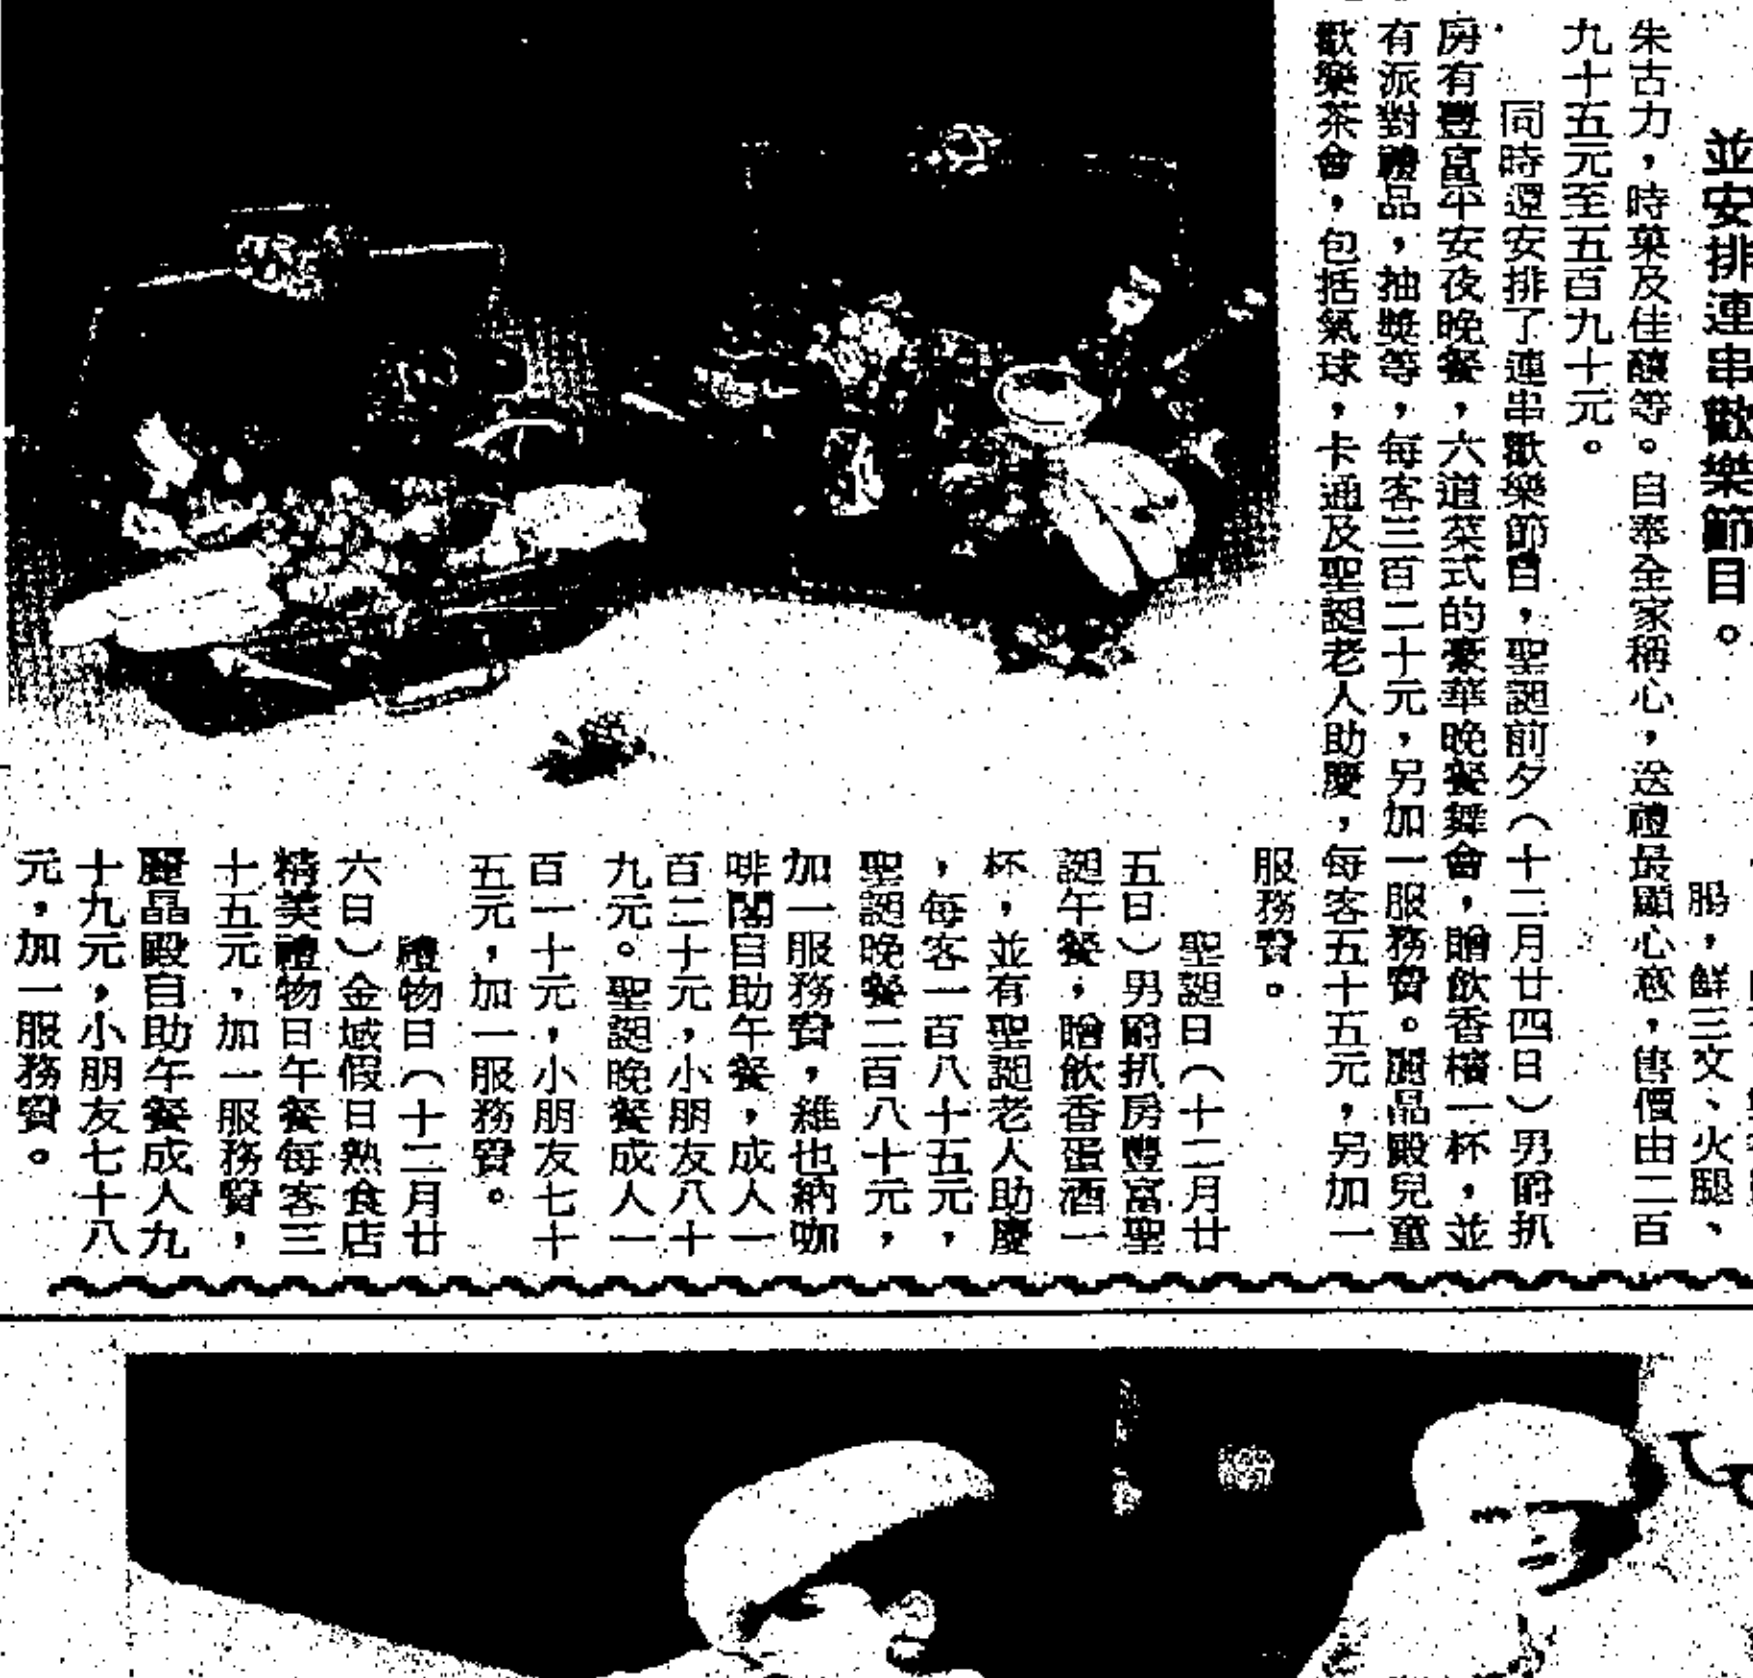 並安排連串歡樂節目。
腸，鮮三文、火腿、
朱古力，時菓及佳釀等。自奉全家稱心，送禮最顯心意，售價由二百
九十五元至五百九十元。
同時還安排了連串歡樂節目，聖誕前夕（十二月廿四日）男爵扒
房有豐富平安夜晚餐，六道菜式的豪華晚餐舞會，贈飲香檳一杯，並
有派對禮品，抽獎等，每客三百二十元，另加一服務費。麗晶殿兒童
歡樂茶會，包括氣球，卡通及聖誕老人助慶，每客五十五元，另加一
服務費。
聖誕日（十二月廿
五日）男爵扒房豐富聖
誕午餐，贈飲香蛋酒一
杯，並有聖誕老人助慶
，每客一百八十五元，
聖誕晚餐二百八十元，
加一服務費，維也納咖
啡閣自助午餐，成人一
百二十元，小朋友八十
九元。聖誕晚餐成人一
百一十元，小朋友七十
五元，加一服務費。
禮物日（十二月廿
六日）金域假日熟食店
精美禮物日午餐每客三
十五元，加一服務費，
麗晶殿自助午餐成人九
十九元，小朋友七十八
元，加一服務費。